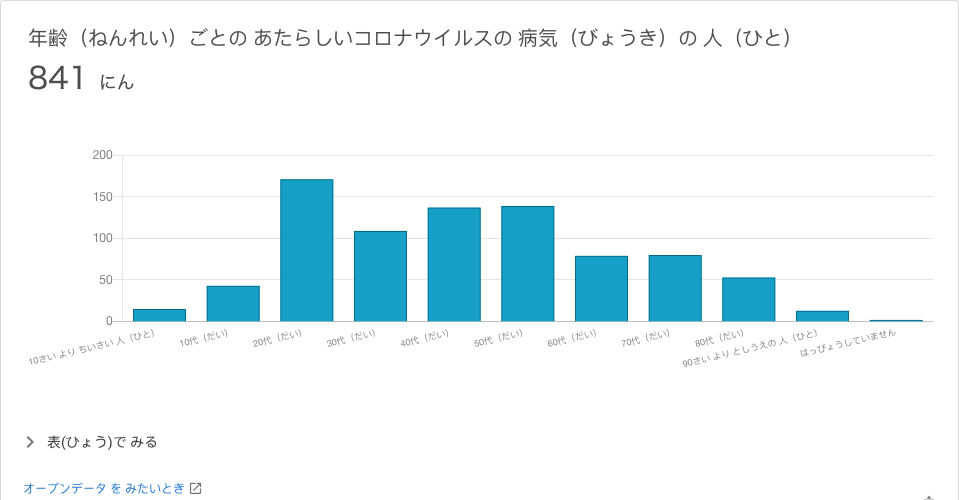 年齢（ねんれい）ごとの あたらしいコロナウイルスの 病気（びょうき）の 人（ひと）
841 にん
200
150
100
50
0
10さい より ちいさい 人（ひと）
10代（だい）
20代（だい）
30代（だい）
40代（だい）
50代（だい）
60代（だい）
70代（だい）
80代（だい）
90さい より としうえの 人（ひと）
はっぴょうしていません
表(ひょう)で みる
オープンデータ を みたいとき